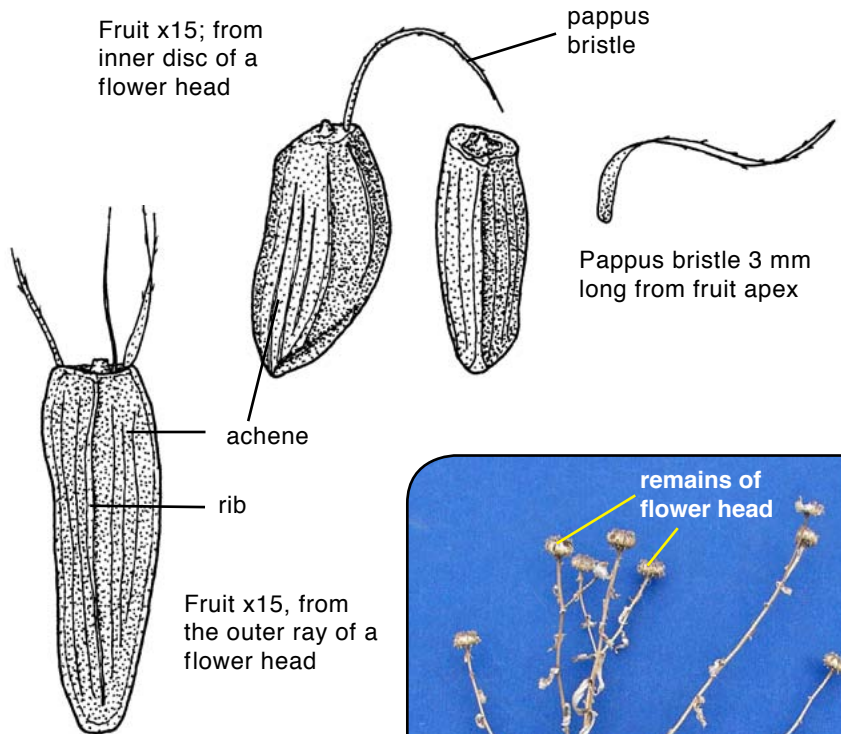 Fruit x15; from
inner disc of a
flower head
pappus
bristle
Pappus bristle 3 mm
long from fruit apex
achene
rib
Fruit x15, from
the outer ray of a
flower head
remains of
flower head